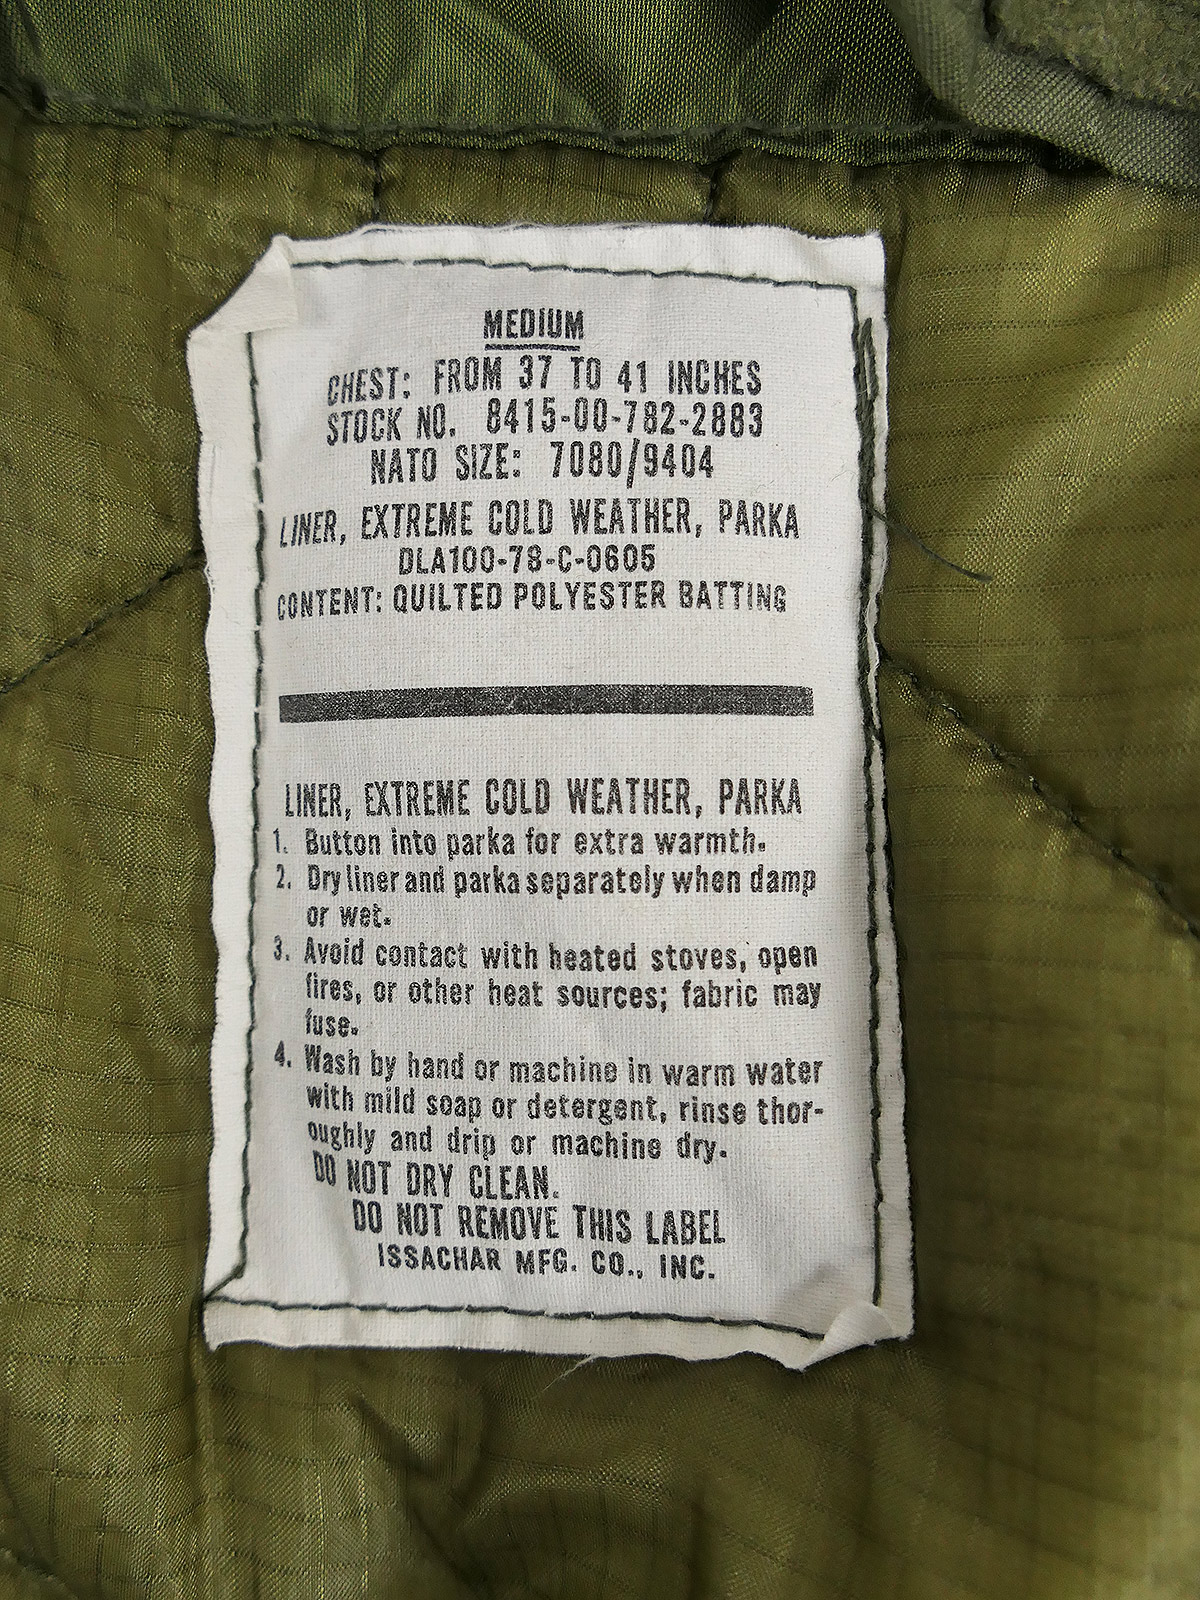 MEDIUM
CHEST: FROM 37 TO 41 INCHES
STOCK NO. 8415-00-782-2883
NATO SIZE: 7080/9404
LINER, EXTREME COLD WEATHER, PARKA
DLA100-78-C-0605
CONTENT: QUILTED POLYESTER BATTING
LINER, EXTREME COLD WEATHER, PARKA
1. Button into parka for extra warmth.
2. Dry liner and parka separately when damp
or wet.
3. Avoid contact with heated stoves, open
fires, or other heat sources; fabric may
fuse.
4. Wash by hand or machine in warm water
with mild soap or detergent, rinse thor-
oughly and drip or machine dry.
DO NOT DRY CLEAN.
DO NOT REMOVE THIS LABEL
ISSACHAR MFG. CO., INC.